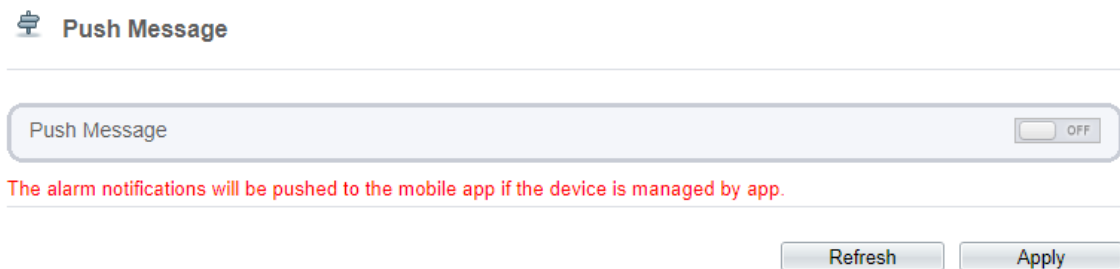 Push Message
Push Message
OFF
The alarm notifications will be pushed to the mobile app if the device is managed by app.
Refresh
Apply